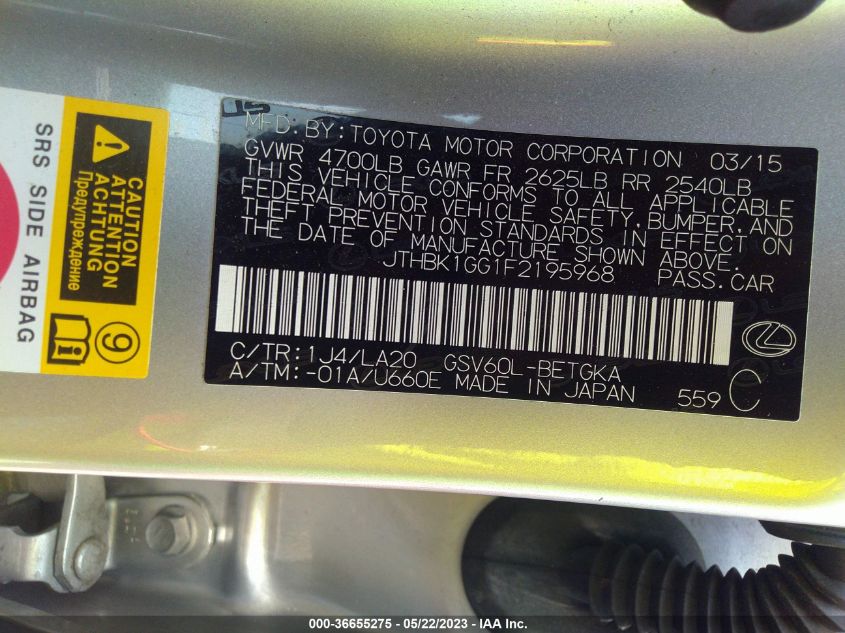 MFD. BY: TOYOTA MOTOR CORPORATION 03/15
GVWR 4700LB GAWR FR 2625LB RR 2540LB
THIS VEHICLE CONFORMS TO ALL APPLICABLE
FEDERAL MOTOR VEHICLE SAFETY, BUMPER, AND
THEFT PREVENTION STANDARDS IN EFFECT ON
THE DATE OF MANUFACTURE SHOWN ABOVE.
JTHBK1GG1F2195968 PASS. CAR
C/TR: 1J4/LA20 GSV60L-BETGKA
A/TM: -01A/U660E MADE IN JAPAN 559 C
CAUTION
ATTENTION
ACHTUNG
Предупреждение
SRS SIDE AIRBAG
9
000-36655275 - 05/22/2023 - IAA Inc.